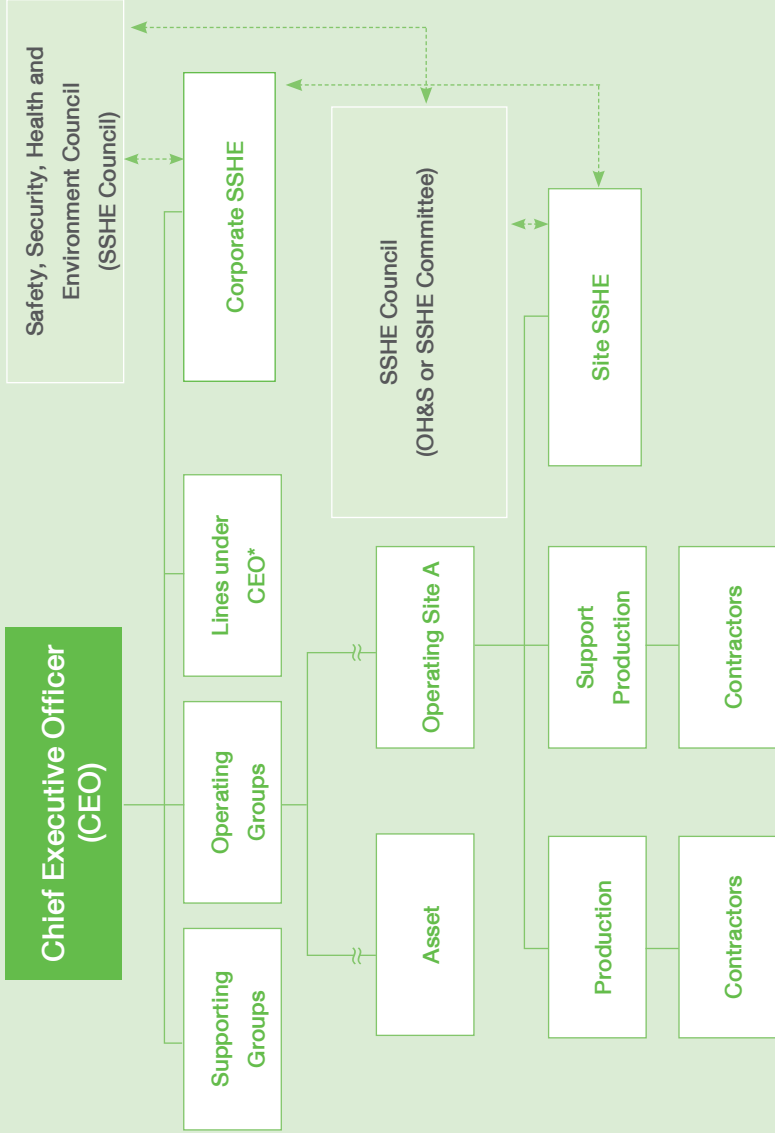 Chief Executive Officer
(CEO)
Safety, Security, Health and
Environment Council
(SSHE Council)
Supporting
Groups
Operating
Groups
Lines under
CEO*
Corporate SSHE
Asset
Operating Site A
SSHE Council
(OH&S or SSHE Committee)
Production
Support
Production
Site SSHE
Contractors
Contractors